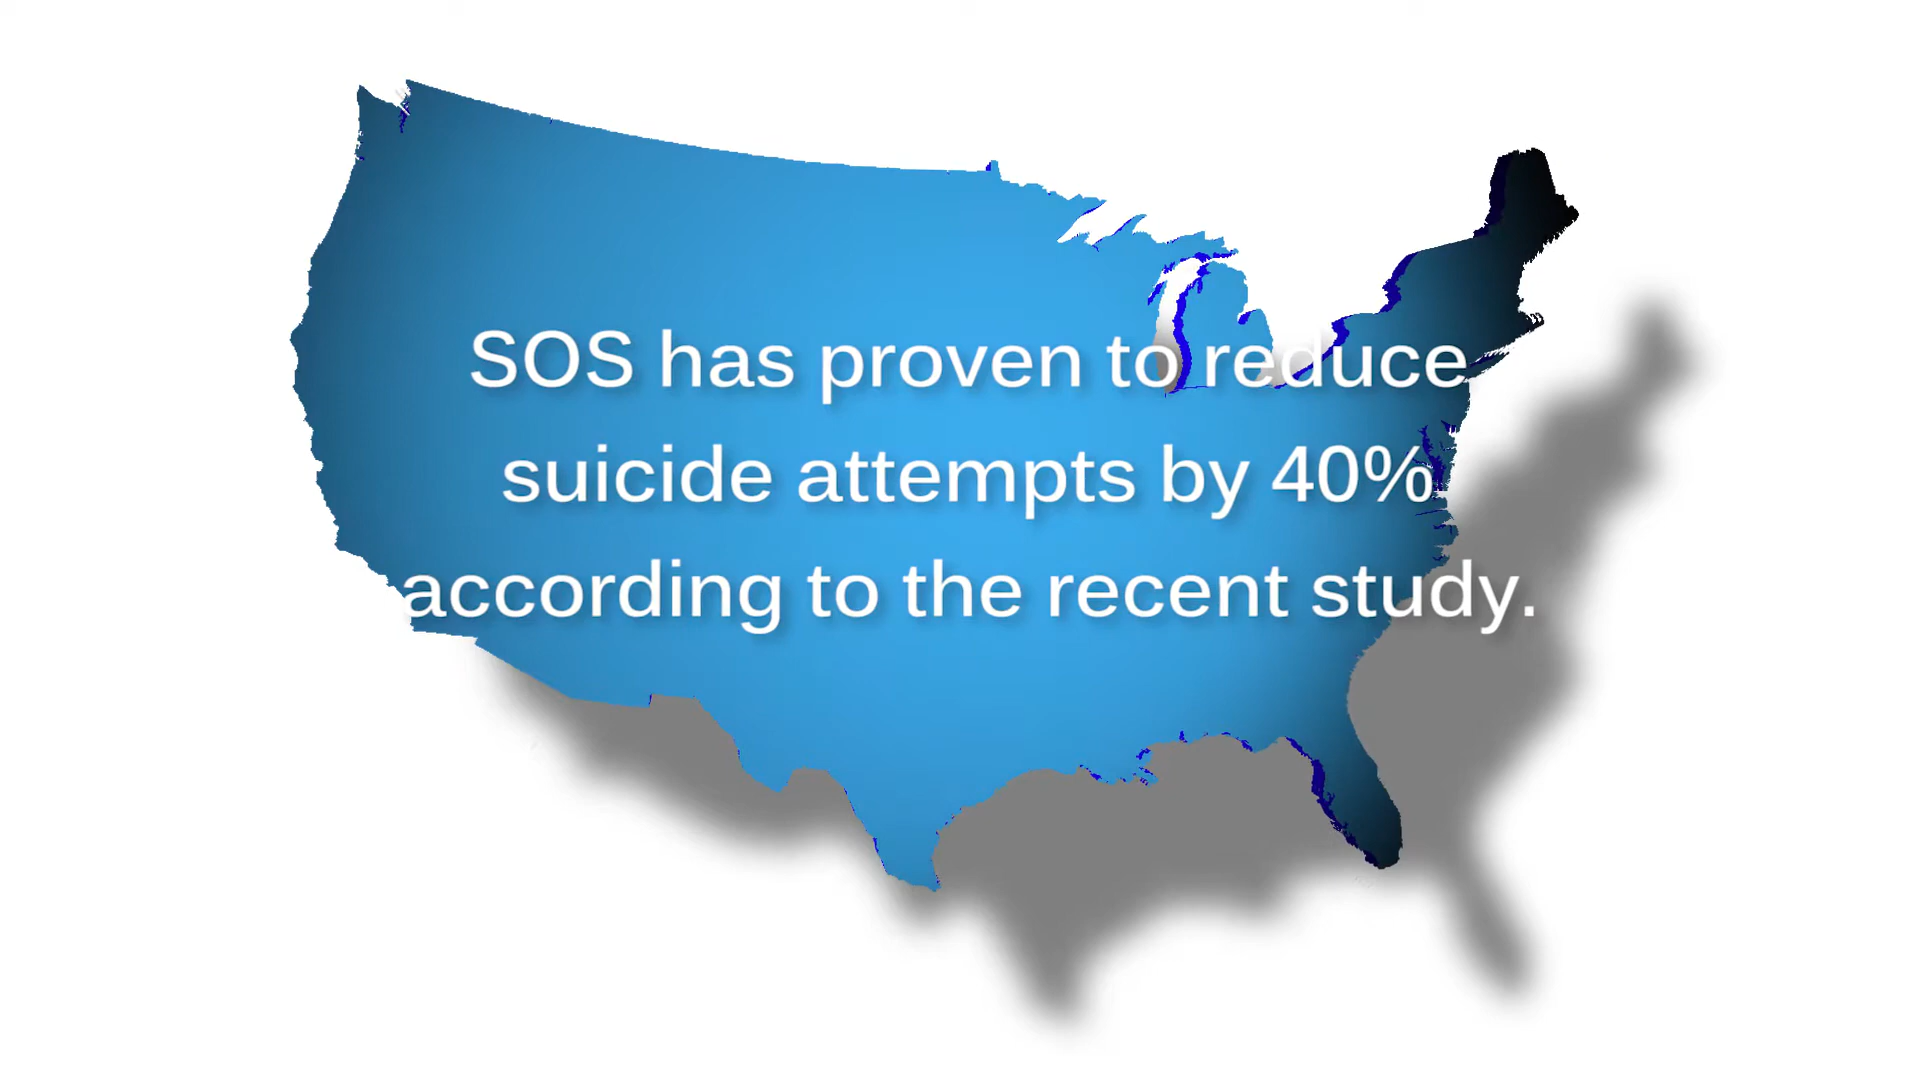 SOS has proven to reduce
suicide attempts by 40%
according to the recent study.